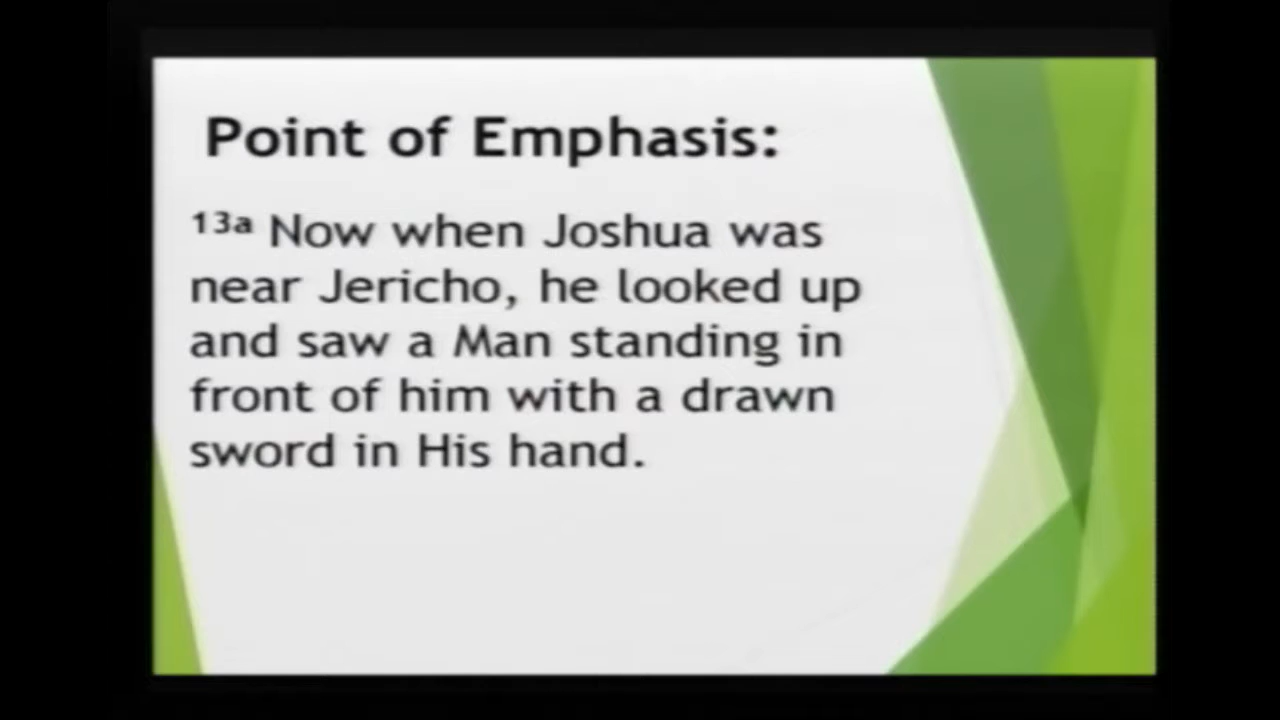 Point of Emphasis:
13a Now when Joshua was
near Jericho, he looked up
and saw a Man standing in
front of him with a drawn
sword in His hand.